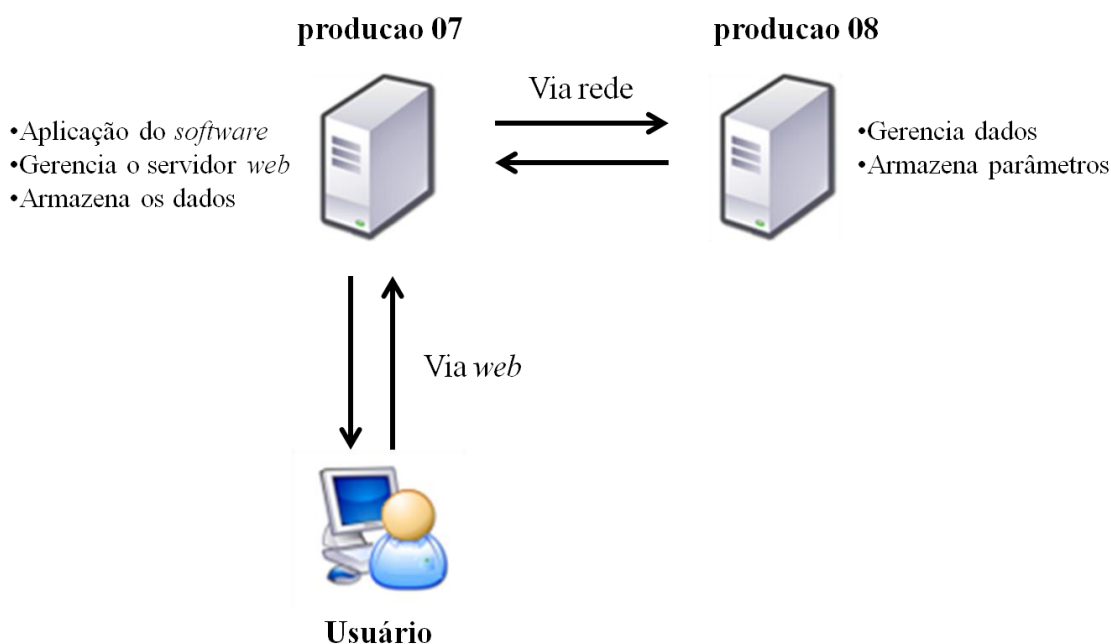 producao 07
producao 08
Via rede
•Aplicação do software
•Gerencia o servidor web
•Armazena os dados
•Gerencia dados
•Armazena parâmetros
Via web
Usuário